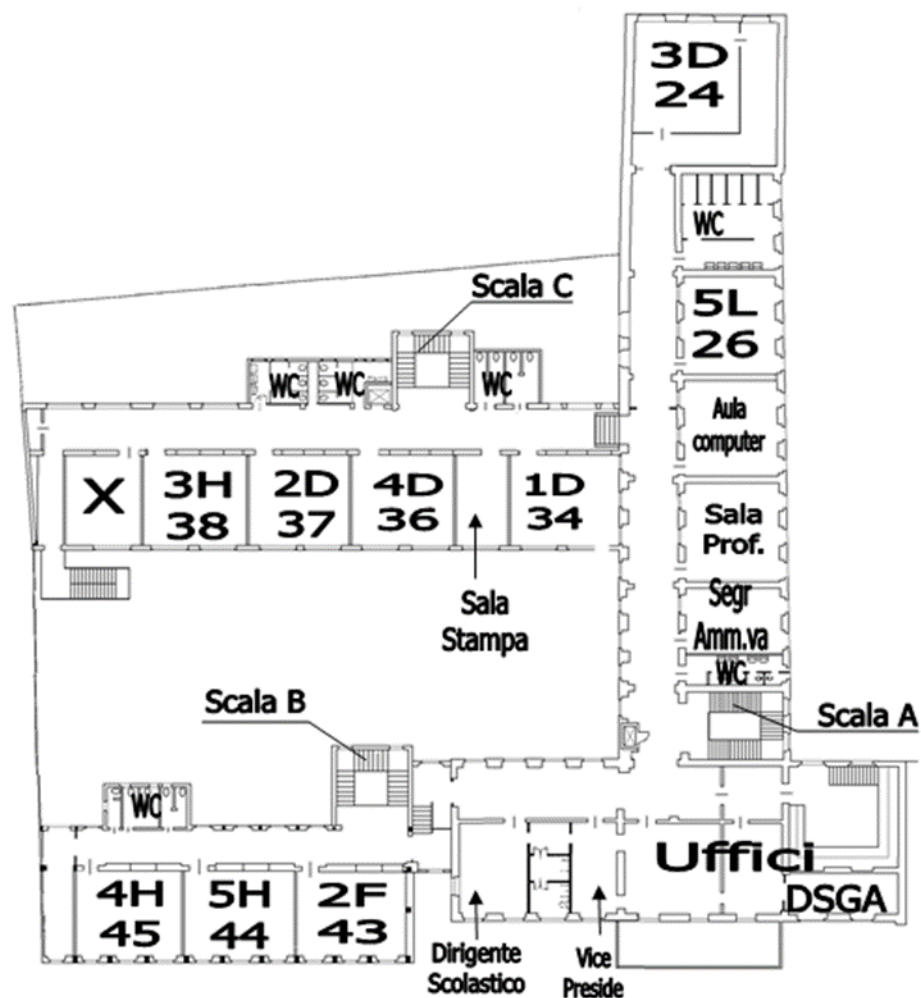 3D
24
WC
Scala C
5L
26
WC
WC
WC
Aula
computer
X
3H
38
2D
37
4D
36
1D
34
Sala
Prof.
Sala
Stampa
Segr
Amm.va
WC
Scala B
Scala A
WC
Uffici
4H
45
5H
44
2F
43
DSGA
Dirigente
Scolastico
Vice
Preside